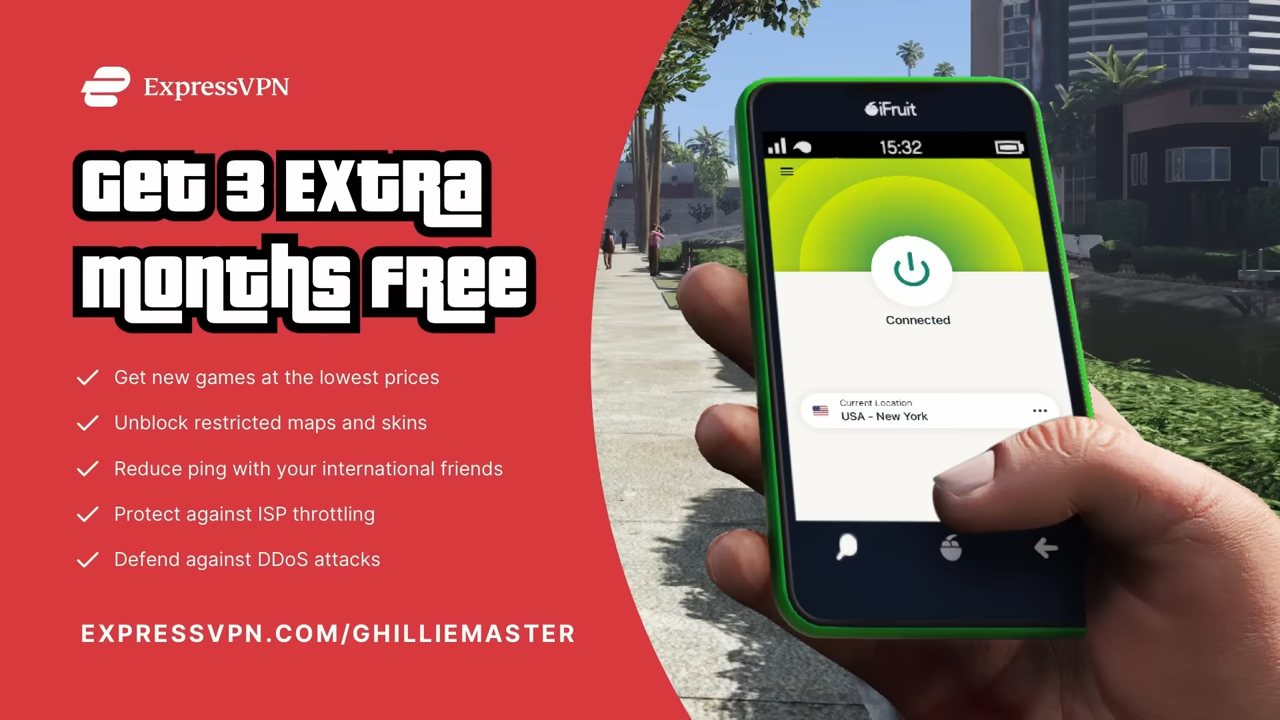 ExpressVPN
Get 3 Extra
Months Free
Get new games at the lowest prices
Unblock restricted maps and skins
Reduce ping with your international friends
Protect against ISP throttling
Defend against DDoS attacks
EXPRESSVPN.COM/GHILLIEMASTER
iFruit
15:32
Connected
Current Location
USA - New York